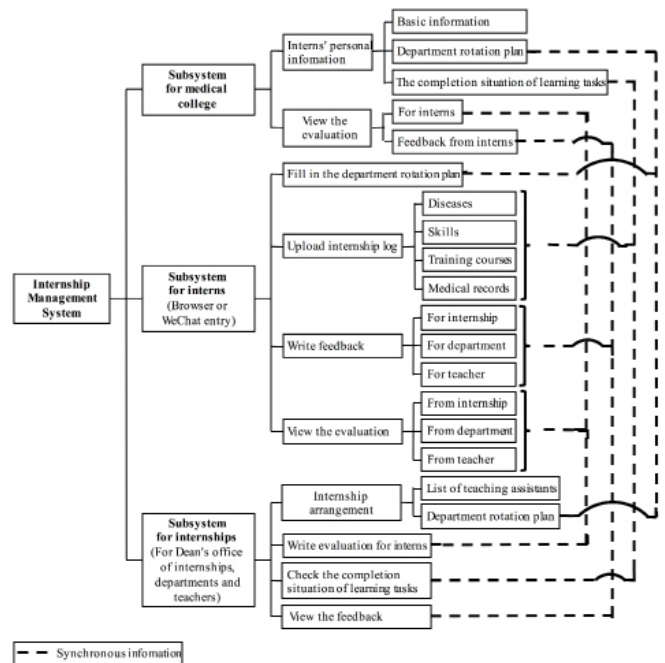 Internship
Management
System
Subsystem
for medical
college
Interns' personal
infomation
Basic information
Department rotation plan
The completion situation of learning tasks
View the
evaluation
For interns
Feedback from interns
Subsystem
for interns
(Browser or
WeChat entry)
Fill in the department rotation plan
Upload internship log
Diseases
Skills
Training courses
Medical records
Write feedback
For internship
For department
For teacher
View the evaluation
From internship
From department
From teacher
Subsystem
for internships
(For Dean's office
of internships,
departments and
teachers)
Internship
arrangement
List of teaching assistants
Department rotation plan
Write evaluation for interns
Check the completion
situation of learning tasks
View the feedback
Synchronous infomation